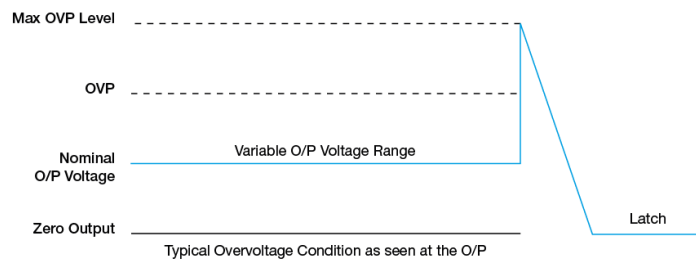 Max OVP Level
OVP
Variable O/P Voltage Range
Nominal
O/P Voltage
Latch
Zero Output
Typical Overvoltage Condition as seen at the O/P